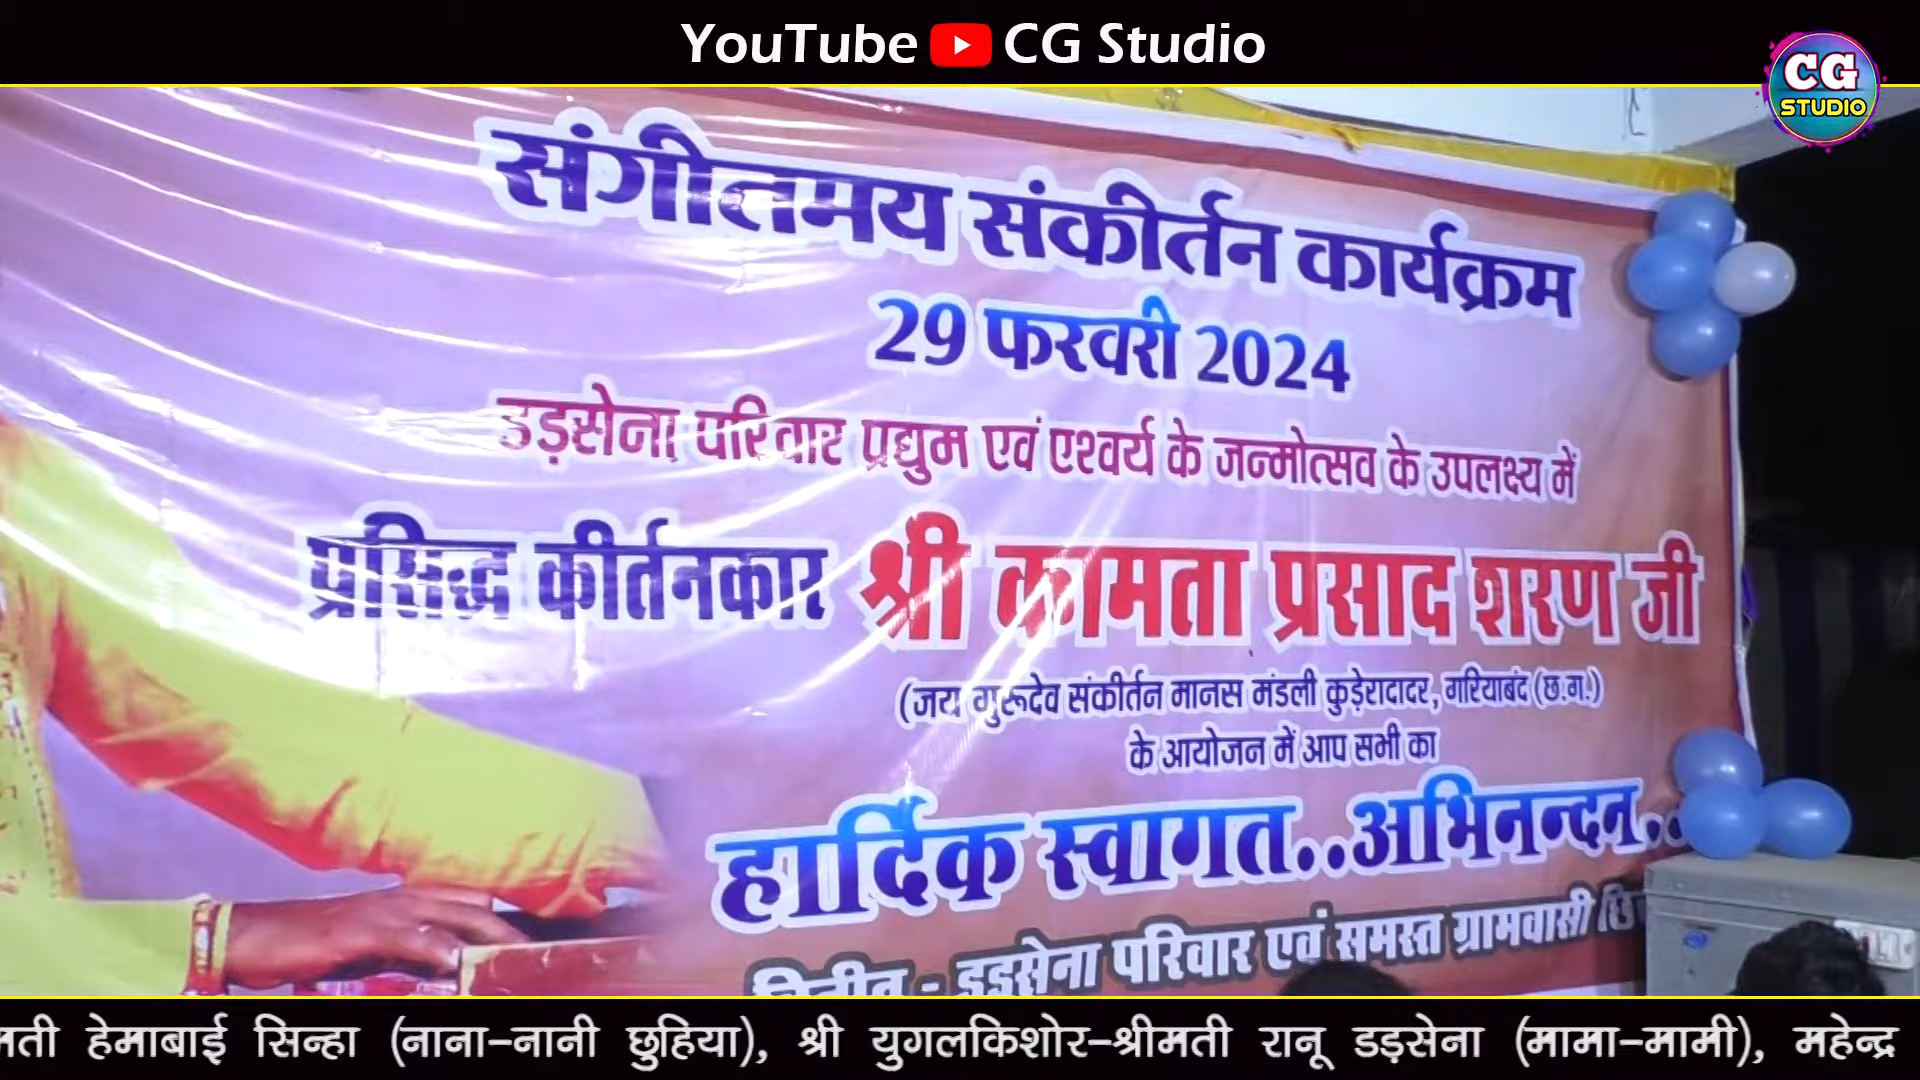 YouTube CG Studio
CG
STUDIO
संगीतमय संकीर्तन कार्यक्रम
29 फरवरी 2024
डड़सेना परिवार प्रद्युम एवं एश्वर्य के जन्मोत्सव के उपलक्ष्य में
प्रसिद्ध कीर्तनकार श्री कामता प्रसाद शरण जी
(जय गुरूदेव संकीर्तन मानस मंडली कुड़ेरादादर, गरियाबंद (छ.ग.)
के आयोजन में आप सभी का
हार्दिक स्वागत..अभिनन्दन..
विनीत - डड़सेना परिवार एवं समस्त ग्रामवासी
हेमाबाई सिन्हा (नाना-नानी छुहिया), श्री युगलकिशोर-श्रीमती रानू डड़सेना (मामा-मामी), महेन्द्र